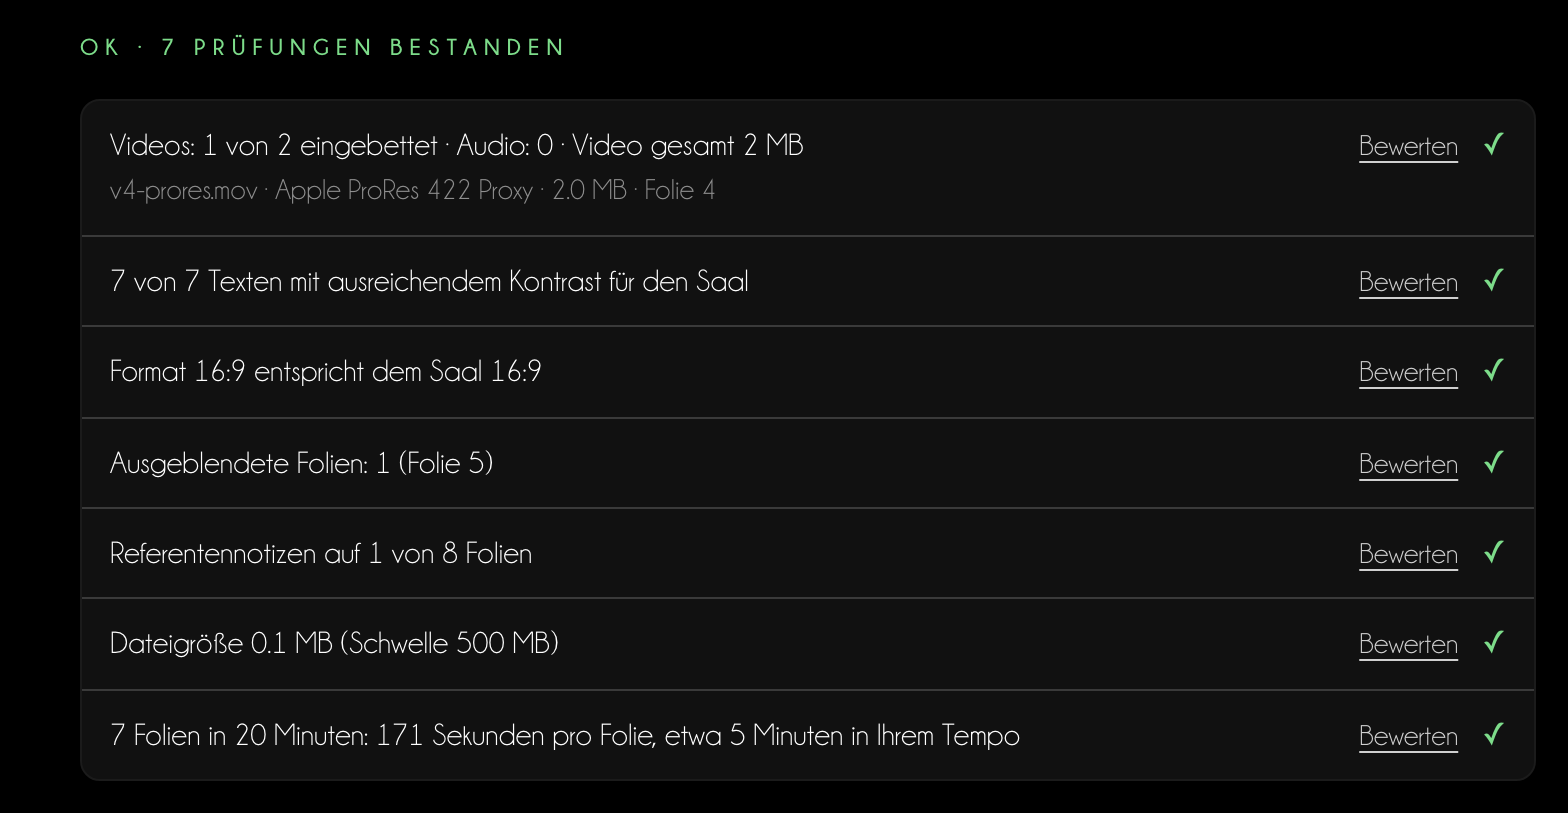 OK · 7 PRÜFUNGEN BESTANDEN
Videos: 1 von 2 eingebettet · Audio: 0 · Video gesamt 2 MB Bewerten ✓
v4-prores.mov · Apple ProRes 422 Proxy · 2.0 MB · Folie 4
7 von 7 Texten mit ausreichendem Kontrast für den Saal Bewerten ✓
Format 16:9 entspricht dem Saal 16:9 Bewerten ✓
Ausgeblendete Folien: 1 (Folie 5) Bewerten ✓
Referentennotizen auf 1 von 8 Folien Bewerten ✓
Dateigröße 0.1 MB (Schwelle 500 MB) Bewerten ✓
7 Folien in 20 Minuten: 171 Sekunden pro Folie, etwa 5 Minuten in Ihrem Tempo Bewerten ✓